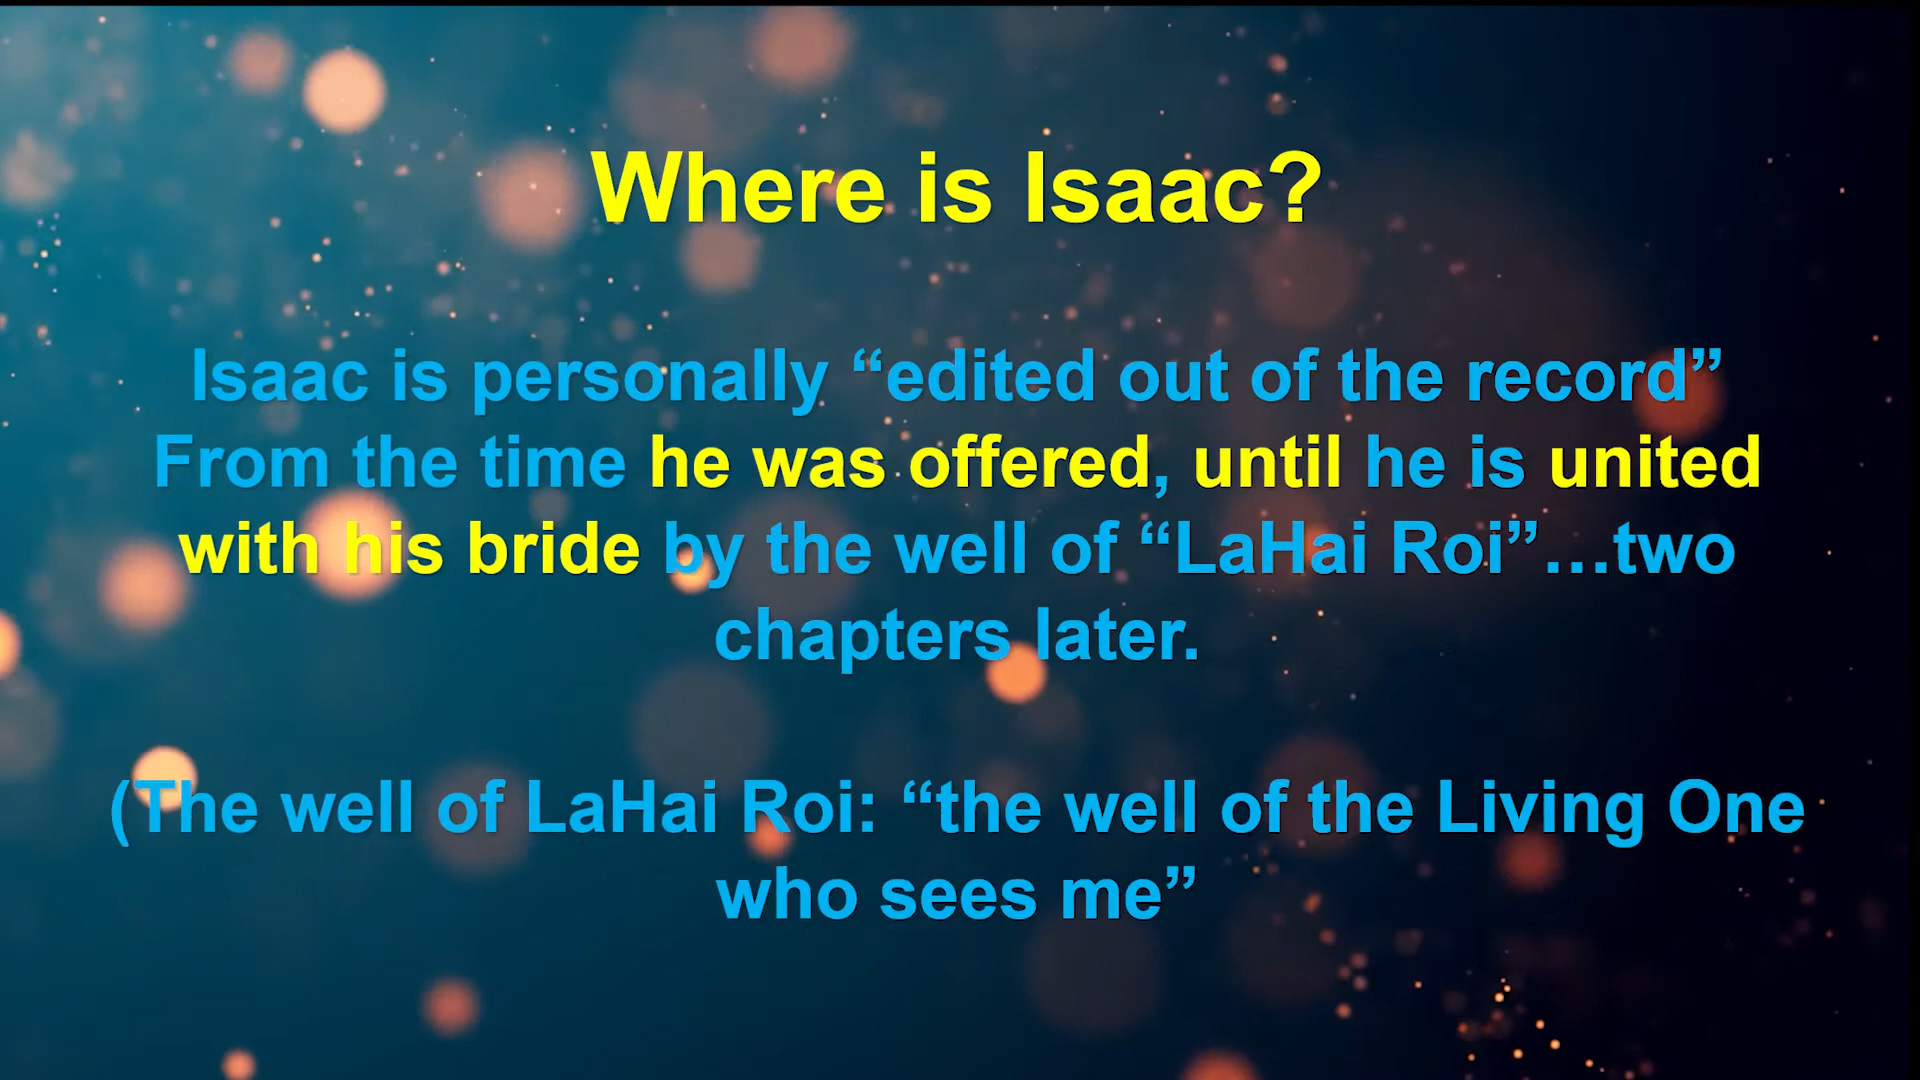 Where is Isaac?
Isaac is personally “edited out of the record”
From the time he was offered, until he is united
with his bride by the well of “LaHai Roi”…two
chapters later.
(The well of LaHai Roi: “the well of the Living One
who sees me”